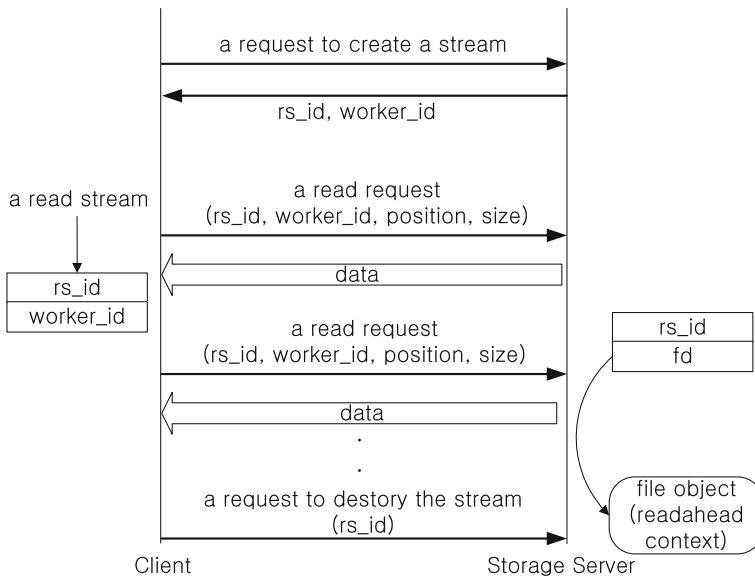 a request to create a stream
rs_id, worker_id
a read request
(rs_id, worker_id, position, size)
a read stream
data
rs_id
worker_id
a read request
(rs_id, worker_id, position, size)
rs_id
fd
data
.
.
a request to destory the stream
(rs_id)
file object
(readahead
context)
Client
Storage Server